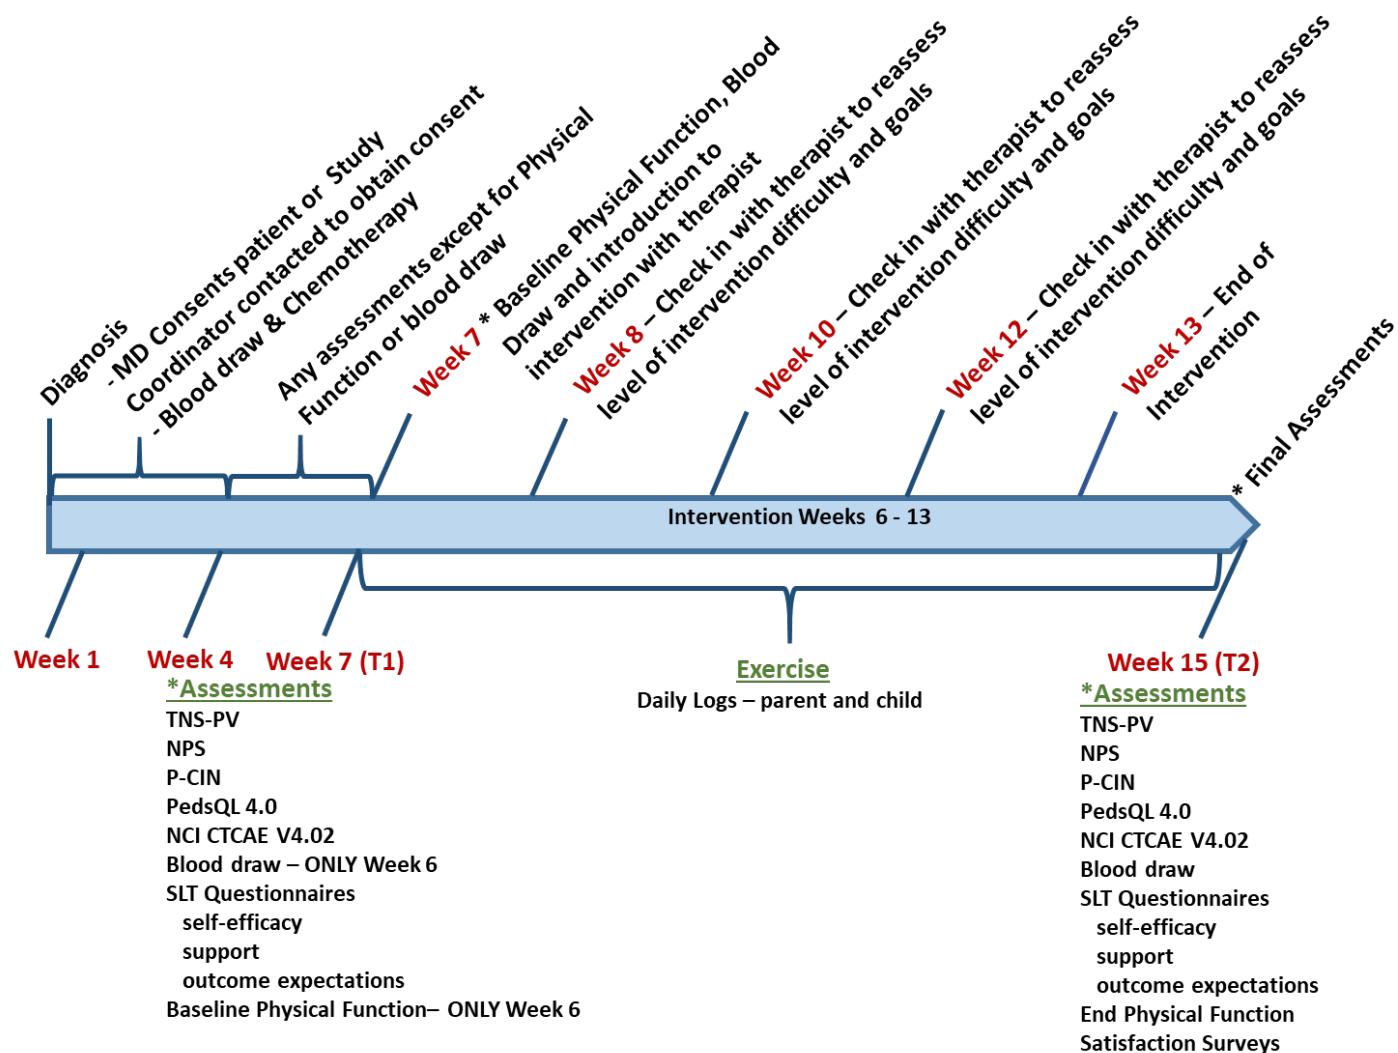 Diagnosis
- MD Consents patient or Study
Coordinator contacted to obtain consent
- Blood draw & Chemotherapy
Any assessments except for Physical
Function or blood draw
Week 7 * Baseline Physical Function, Blood
Draw and introduction to
intervention with therapist
Week 8 – Check in with therapist to reassess
level of intervention difficulty and goals
Week 10 – Check in with therapist to reassess
level of intervention difficulty and goals
Week 12 – Check in with therapist to reassess
level of intervention difficulty and goals
Week 13 – End of
Intervention
* Final Assessments
Intervention Weeks 6 - 13
Week 1
Week 4
Week 7 (T1)
*Assessments
TNS-PV
NPS
P-CIN
PedsQL 4.0
NCI CTCAE V4.02
Blood draw – ONLY Week 6
SLT Questionnaires
self-efficacy
support
outcome expectations
Baseline Physical Function– ONLY Week 6
Exercise
Daily Logs – parent and child
Week 15 (T2)
*Assessments
TNS-PV
NPS
P-CIN
PedsQL 4.0
NCI CTCAE V4.02
Blood draw
SLT Questionnaires
self-efficacy
support
outcome expectations
End Physical Function
Satisfaction Surveys